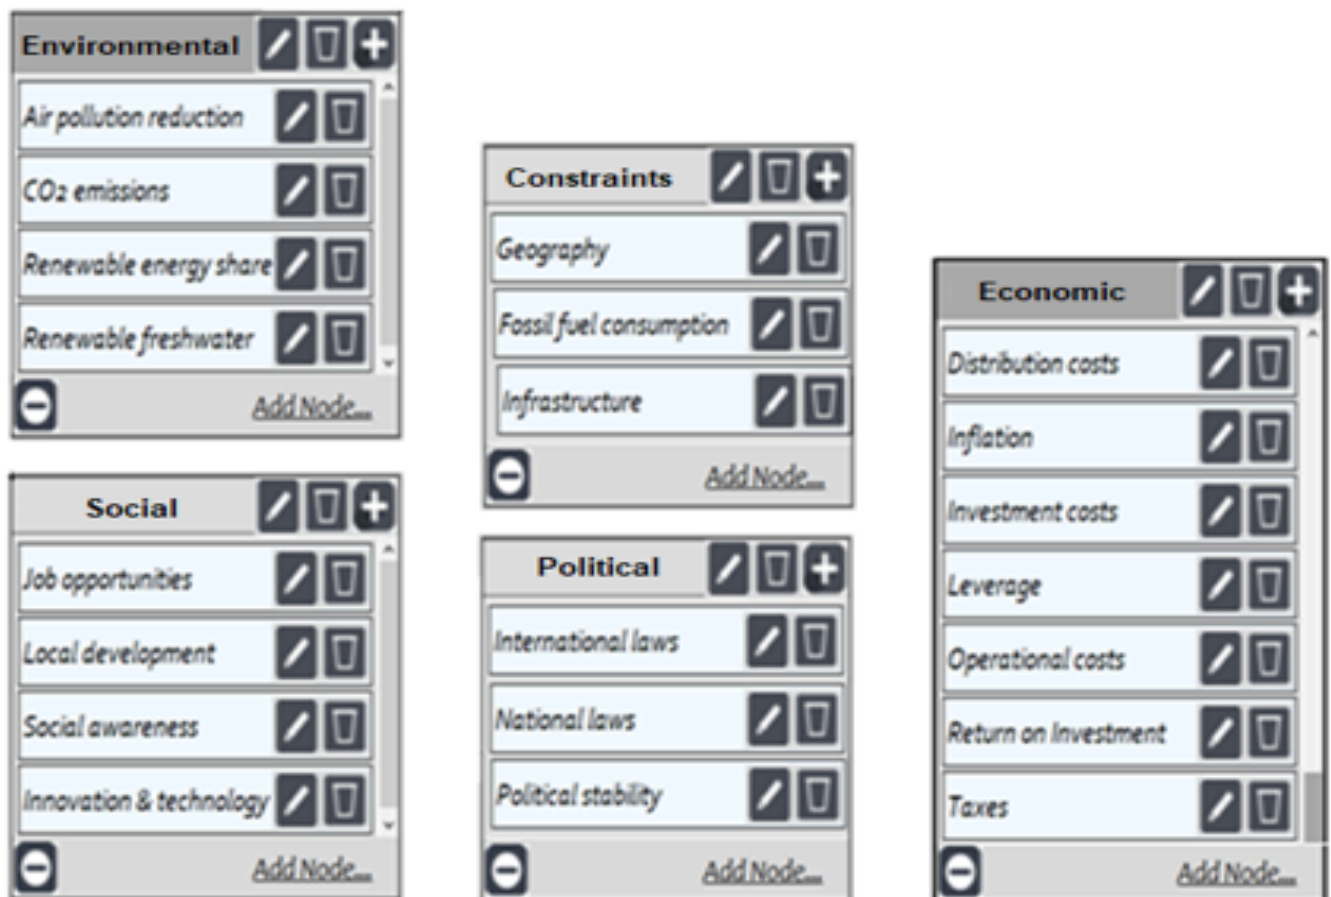 Environmental
Air pollution reduction
CO2 emissions
Renewable energy share
Renewable freshwater
Add Node...
Social
Job opportunities
Local development
Social awareness
Innovation & technology
Add Node...
Constraints
Geography
Fossil fuel consumption
Infrastructure
Add Node...
Political
International laws
National laws
Political stability
Add Node...
Economic
Distribution costs
Inflation
Investment costs
Leverage
Operational costs
Return on Investment
Taxes
Add Node...